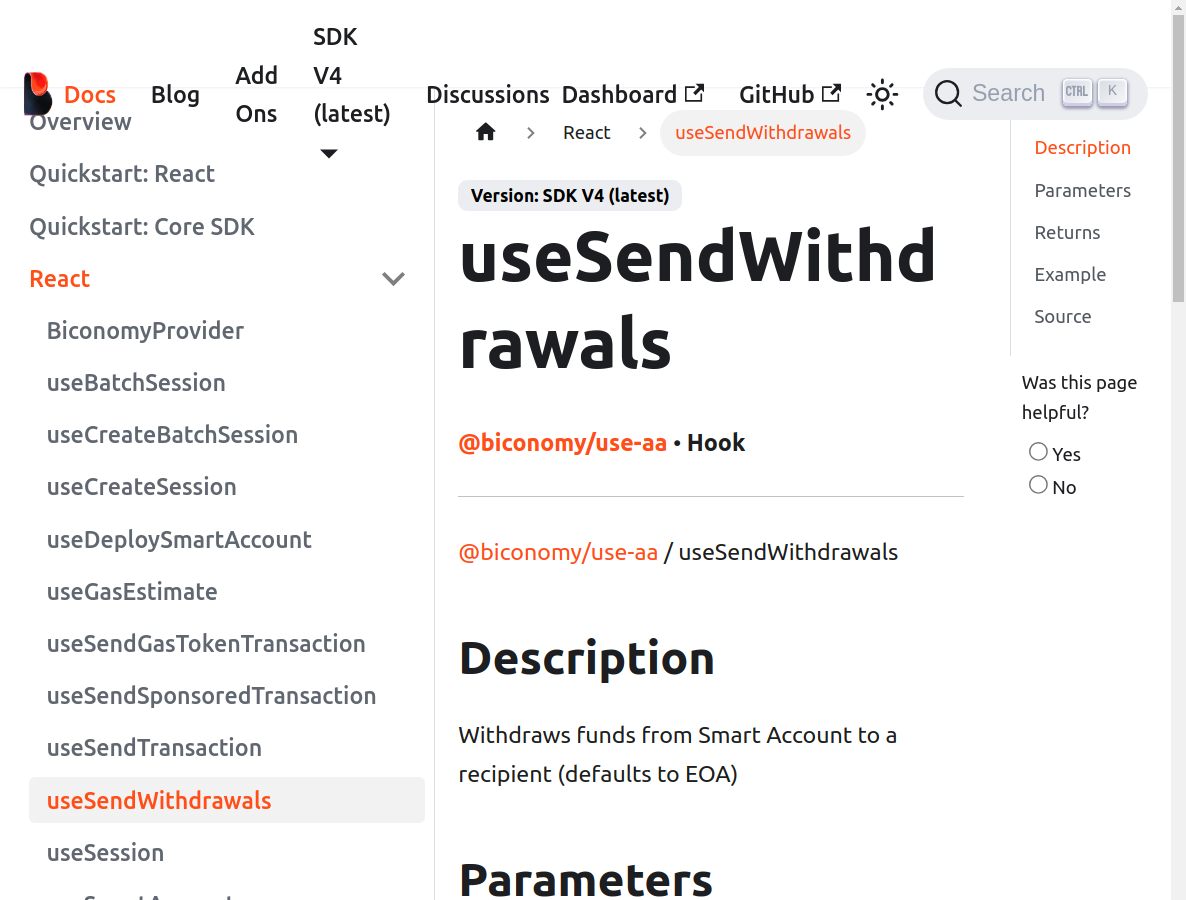 Docs
Blog
Add
Ons
SDK
V4
(latest)
Discussions
Dashboard
GitHub
Search
CTRL
K
Overview
Quickstart: React
Quickstart: Core SDK
React
BiconomyProvider
useBatchSession
useCreateBatchSession
useCreateSession
useDeploySmartAccount
useGasEstimate
useSendGasTokenTransaction
useSendSponsoredTransaction
useSendTransaction
useSendWithdrawals
useSession
React
useSendWithdrawals
Version: SDK V4 (latest)
useSendWithd
rawals
@biconomy/use-aa • Hook
@biconomy/use-aa / useSendWithdrawals
Description
Withdraws funds from Smart Account to a
recipient (defaults to EOA)
Parameters
Description
Parameters
Returns
Example
Source
Was this page
helpful?
Yes
No